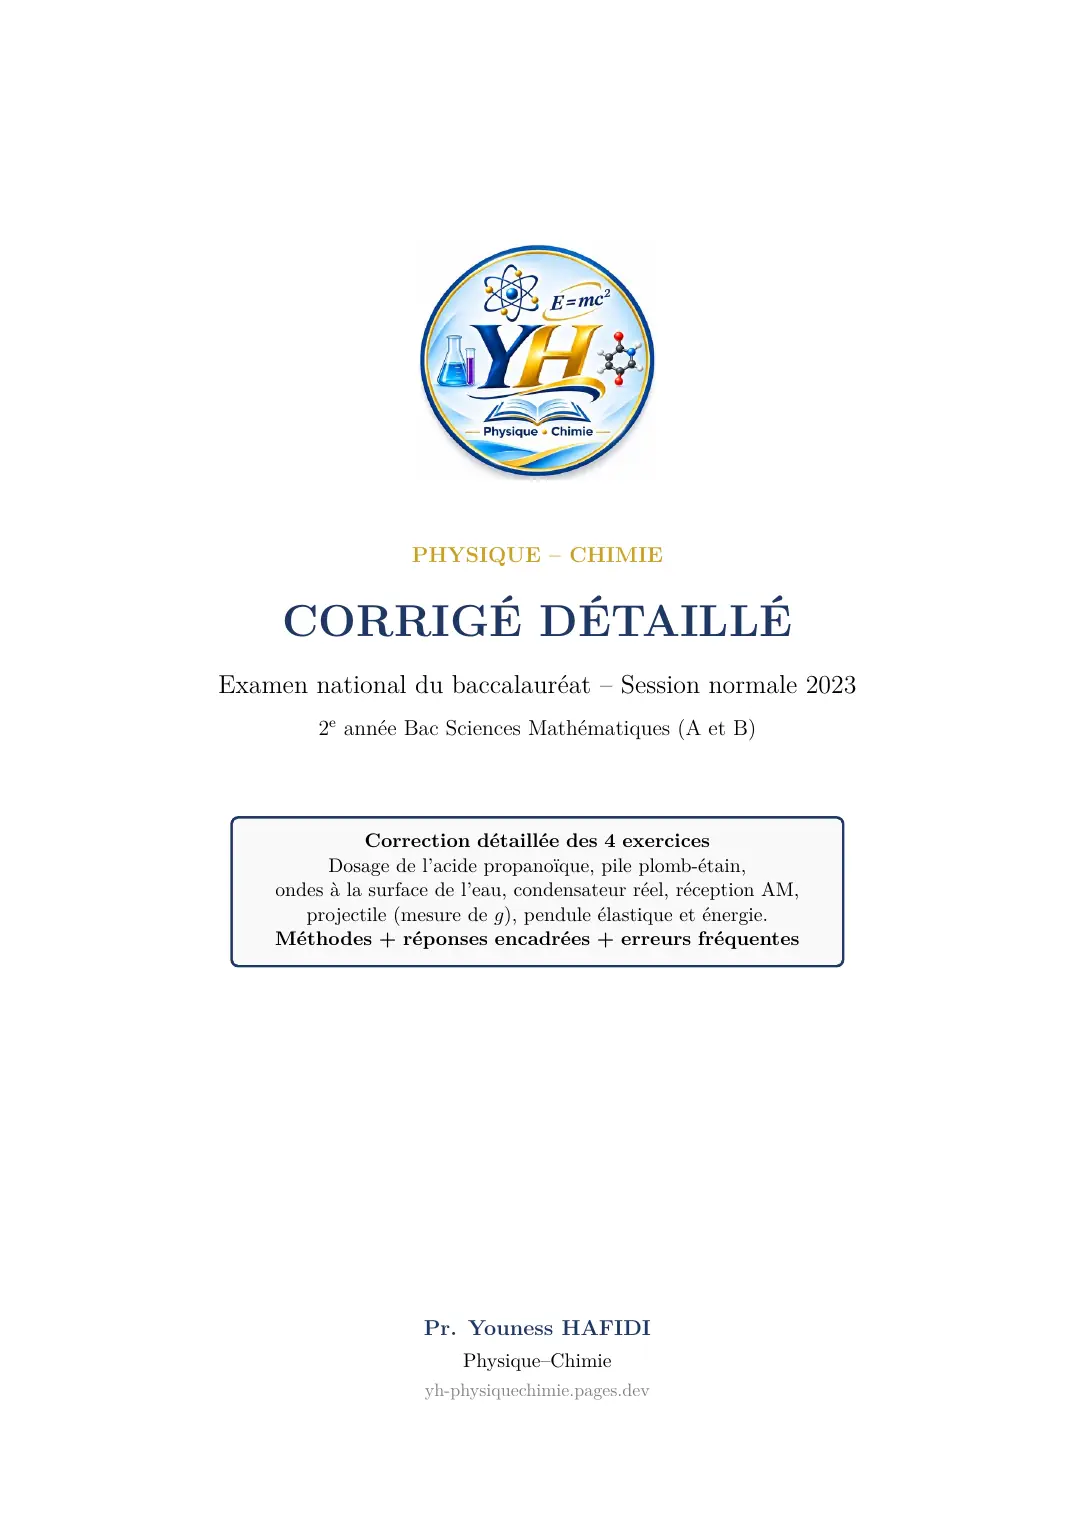 E=mc²
YH
Physique • Chimie
PHYSIQUE – CHIMIE
CORRIGÉ DÉTAILLÉ
Examen national du baccalauréat – Session normale 2023
2e année Bac Sciences Mathématiques (A et B)
Correction détaillée des 4 exercices
Dosage de l'acide propanoïque, pile plomb-étain,
ondes à la surface de l'eau, condensateur réel, réception AM,
projectile (mesure de g), pendule élastique et énergie.
Méthodes + réponses encadrées + erreurs fréquentes
Pr. Youness HAFIDI
Physique–Chimie
yh-physiquechimie.pages.dev